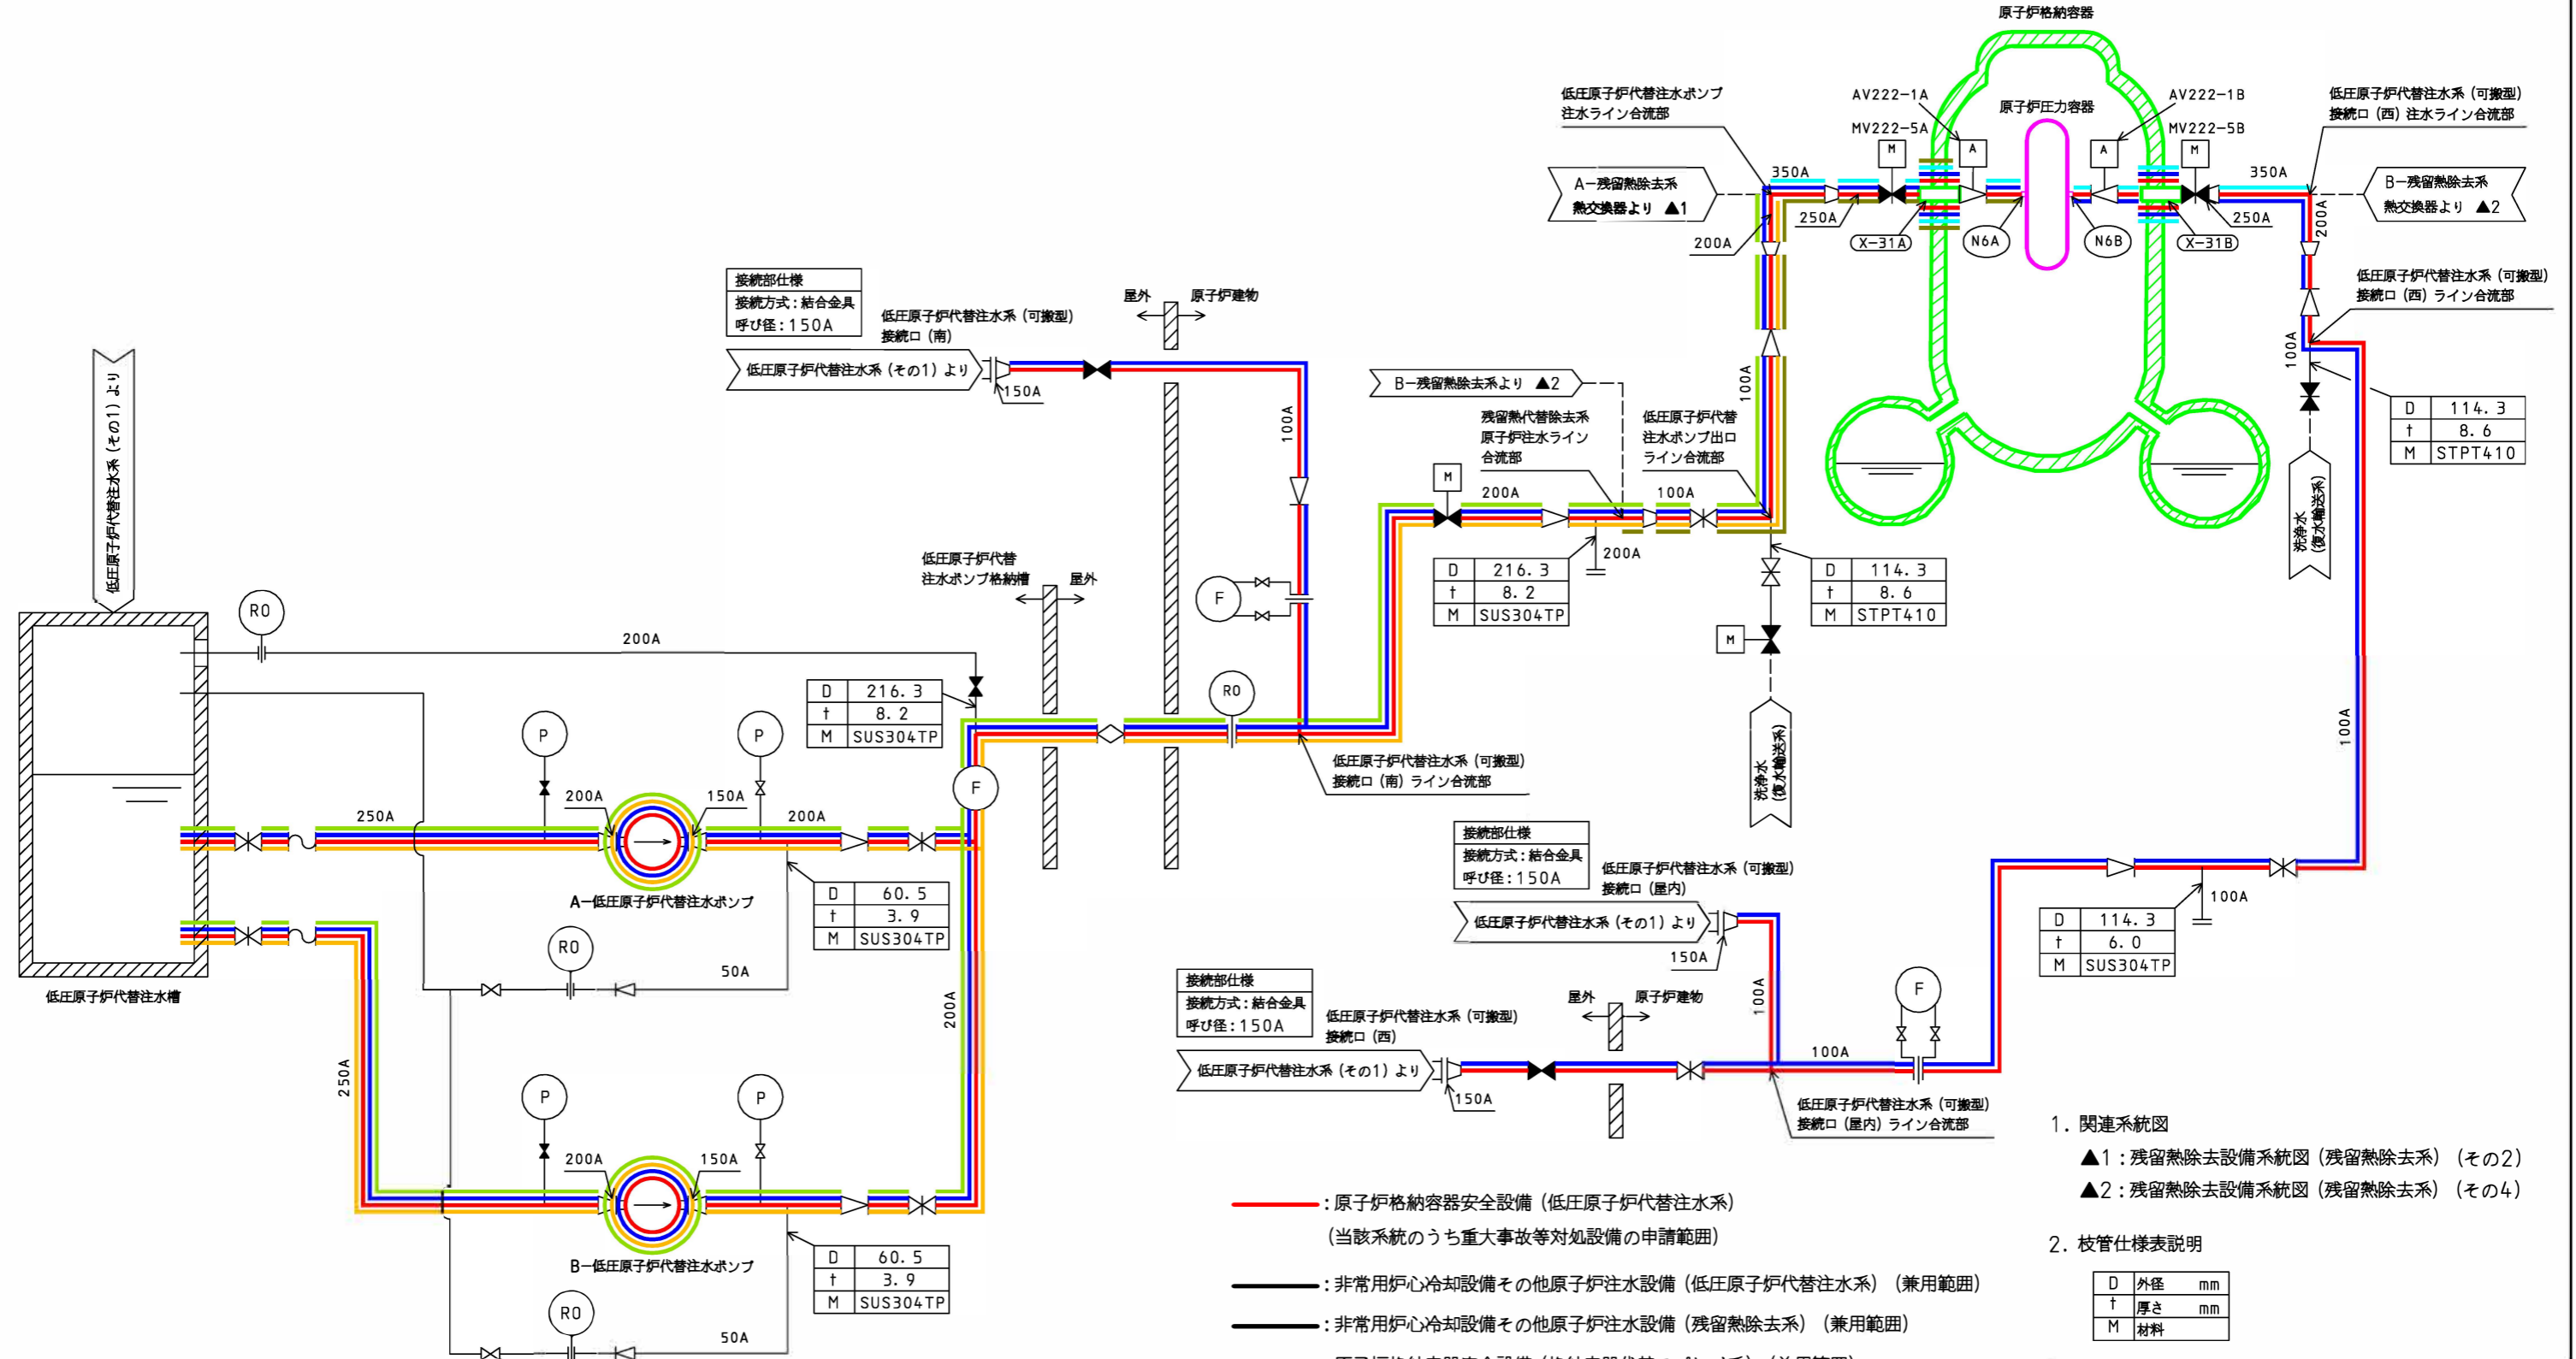 原子炉格納容器
低圧原子炉代替注水ポンプ
注水ライン合流部
AV222-1A
原子炉圧力容器
AV222-1B
低圧原子炉代替注水系(可搬型)
接続口(西)注水ライン合流部
MV222-5A
MV222-5B
M
A
A
M
A-残留熱除去系
熱交換器より ▲1
350A
350A
B-残留熱除去系
熱交換器より ▲2
250A
250A
200A
200A
X-31A
N6A
N6B
X-31B
接続部仕様
接続方式:結合金具
呼び径:150A
低圧原子炉代替注水系(可搬型)
接続口(南)
屋外
原子炉建物
低圧原子炉代替注水系(可搬型)
接続口(西)ライン合流部
低圧原子炉代替注水系(その1)より
150A
100A
100A
100A
低圧原子炉代替注水系(その1)より
B-残留熱除去系より ▲2
残留熱代替除去系
原子炉注水ライン
合流部
低圧原子炉代替
注水ポンプ出口
ライン合流部
D 114.3
t 8.6
M STPT410
M
200A
100A
200A
洗浄水
(復水輸送系)
低圧原子炉代替
注水ポンプ格納槽
屋外
D 216.3
t 8.2
M SUS304TP
D 114.3
t 8.6
M STPT410
F
M
RO
200A
RO
D 216.3
t 8.2
M SUS304TP
P
P
洗浄水
(復水輸送系)
100A
低圧原子炉代替注水系(可搬型)
接続口(南)ライン合流部
F
250A
200A
150A
200A
A-低圧原子炉代替注水ポンプ
D 60.5
t 3.9
M SUS304TP
接続部仕様
接続方式:結合金具
呼び径:150A
低圧原子炉代替注水系(可搬型)
接続口(屋内)
低圧原子炉代替注水系(その1)より
150A
100A
100A
D 114.3
t 6.0
M SUS304TP
RO
50A
低圧原子炉代替注水槽
200A
250A
接続部仕様
接続方式:結合金具
呼び径:150A
低圧原子炉代替注水系(可搬型)
接続口(西)
屋外
原子炉建物
F
低圧原子炉代替注水系(その1)より
150A
100A
低圧原子炉代替注水系(可搬型)
接続口(屋内)ライン合流部
P
P
200A
150A
B-低圧原子炉代替注水ポンプ
D 60.5
t 3.9
M SUS304TP
RO
50A
1. 関連系統図
▲1:残留熱除去設備系統図(残留熱除去系)(その2)
▲2:残留熱除去設備系統図(残留熱除去系)(その4)
2. 枝管仕様表説明
D 外径 mm
t 厚さ mm
M 材料
:原子炉格納容器安全設備(低圧原子炉代替注水系)
(当該系統のうち重大事故等対処設備の申請範囲)
:非常用炉心冷却設備その他原子炉注水設備(低圧原子炉代替注水系)(兼用範囲)
:非常用炉心冷却設備その他原子炉注水設備(残留熱除去系)(兼用範囲)